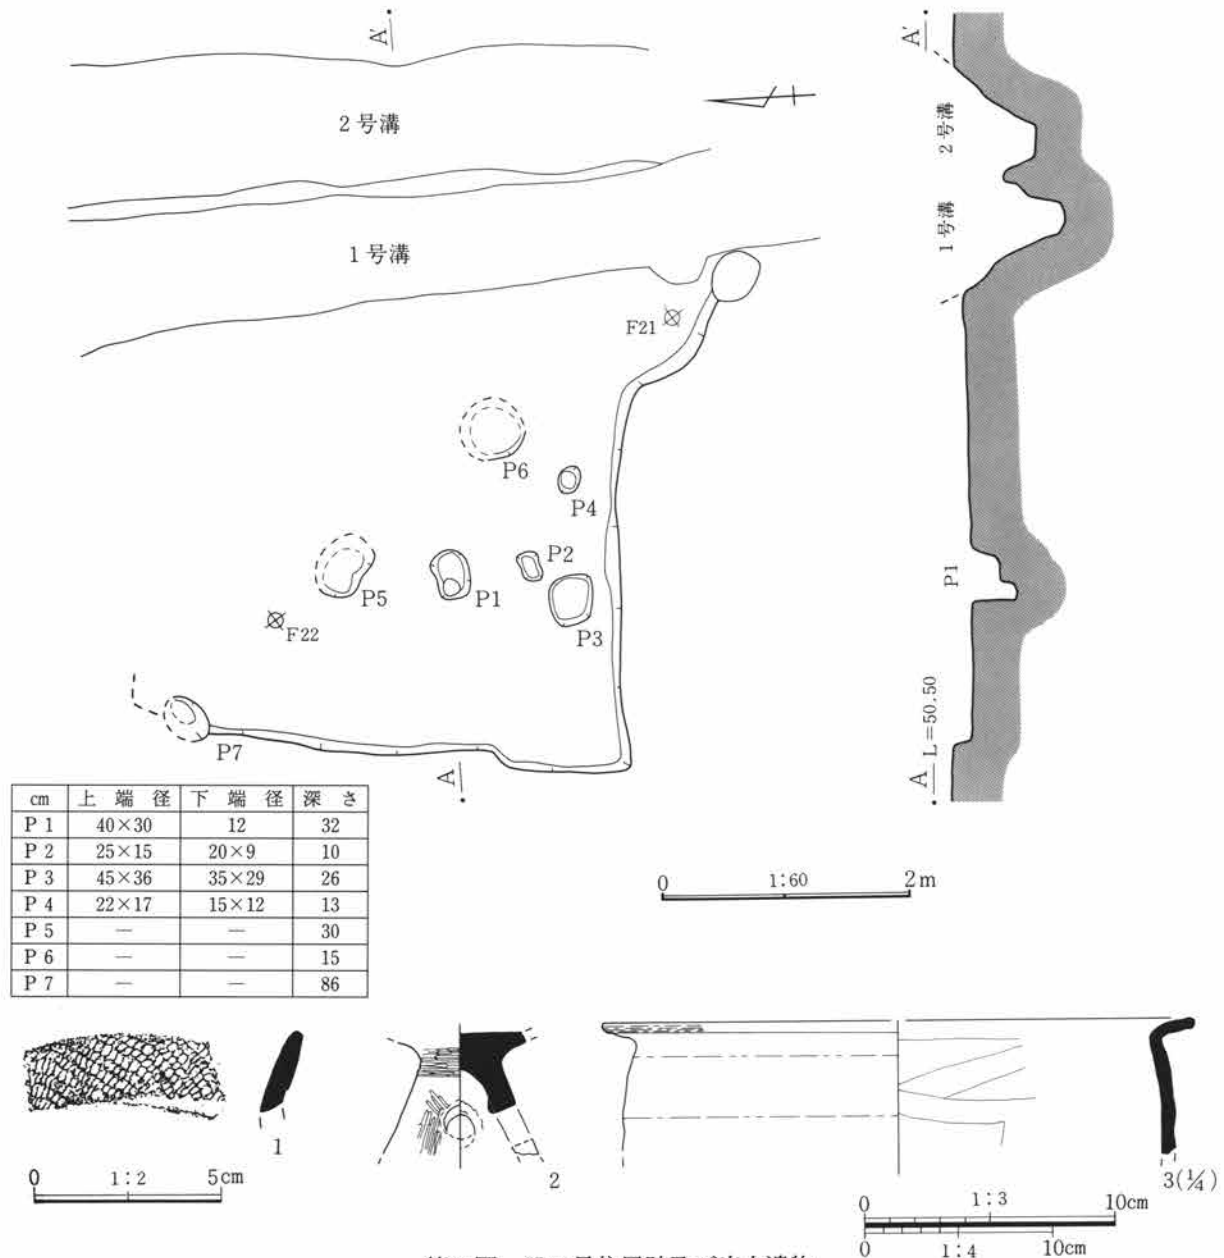 A'
A'
2号溝
2号溝
1号溝
1号溝
F21
P6
P4
P2
P5
P1
P3
P1
F22
P7
A
A L=50.50
cm 上端径 下端径 深さ
P1 40×30 12 32
P2 25×15 20×9 10
P3 45×36 35×29 26
P4 22×17 15×12 13
P5 — — 30
P6 — — 15
P7 — — 86
0 1:60 2m
1
2
3(1/4)
0 1:2 5cm
0 1:3 10cm
0 1:4 10cm